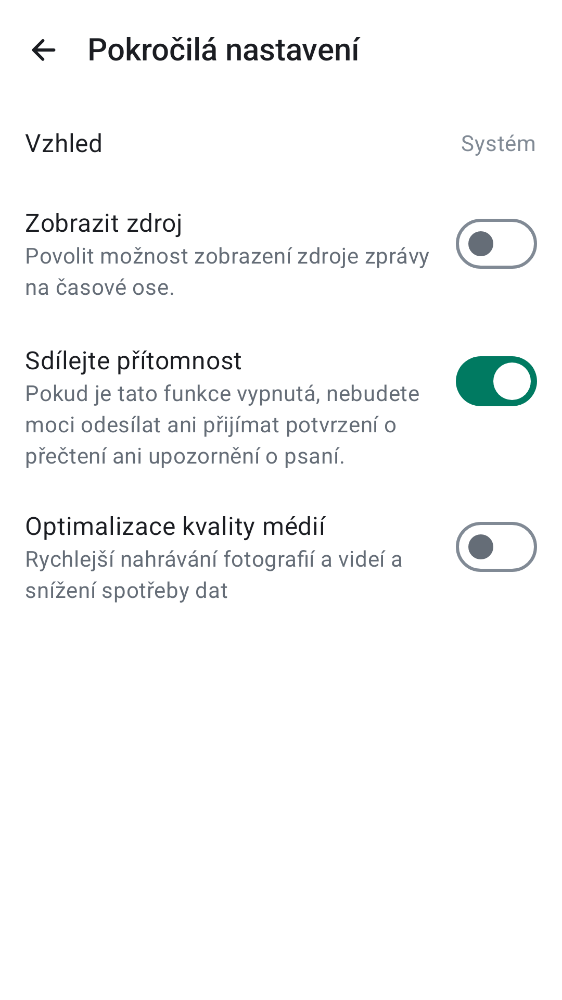 Pokročilá nastavení
Vzhled
Systém
Zobrazit zdroj
Povolit možnost zobrazení zdroje zprávy
na časové ose.
Sdílejte přítomnost
Pokud je tato funkce vypnutá, nebudete
moci odesílat ani přijímat potvrzení o
přečtení ani upozornění o psaní.
Optimalizace kvality médií
Rychlejší nahrávání fotografií a videí a
snížení spotřeby dat